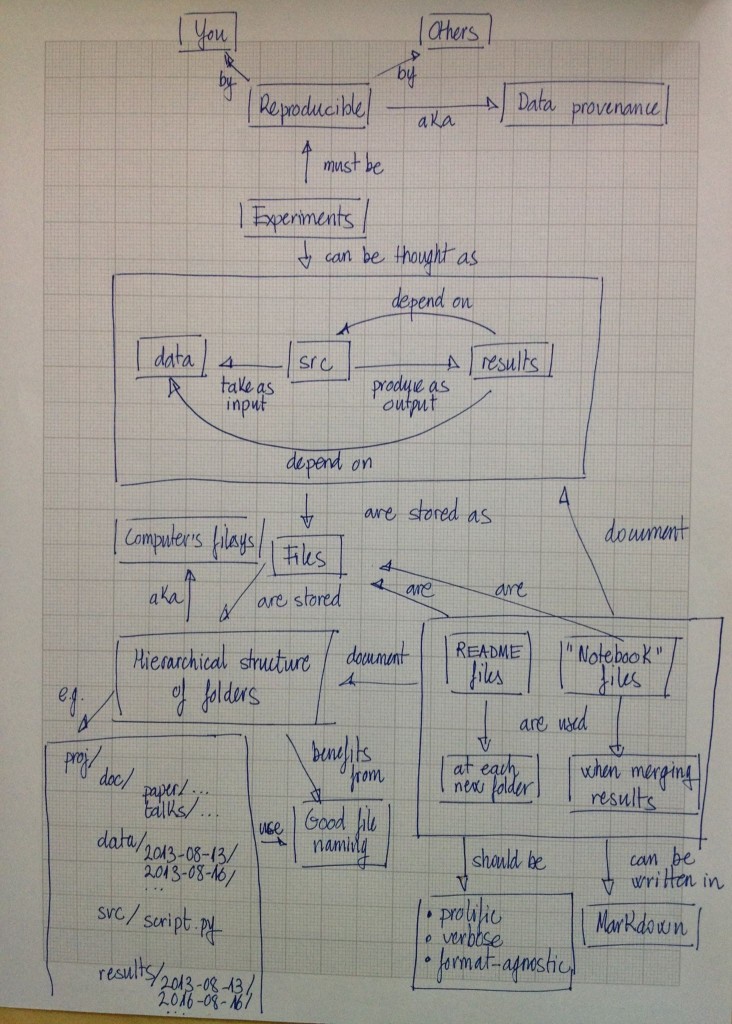 You
Others
by
by
Reproducible
aka
Data provenance
must be
Experiments
can be thought as
depend on
data
src
results
take as
input
produce as
output
depend on
are stored as
document
Computer's filesys
Files
aka
are stored
are
are
Hierarchical structure
of folders
document
README
files
"Notebook"
files
e.g.
are used
at each
new folder
when merging
results
benefits
from
proj/
doc/
paper/...
talks/...
data/
2013-08-13/
2013-08-16/
...
src/
script.py
results/
2013-08-13/
2016-08-16/
...
use
Good file
naming
should be
can be
written in
• prolific
• verbose
• format-agnostic
Markdown